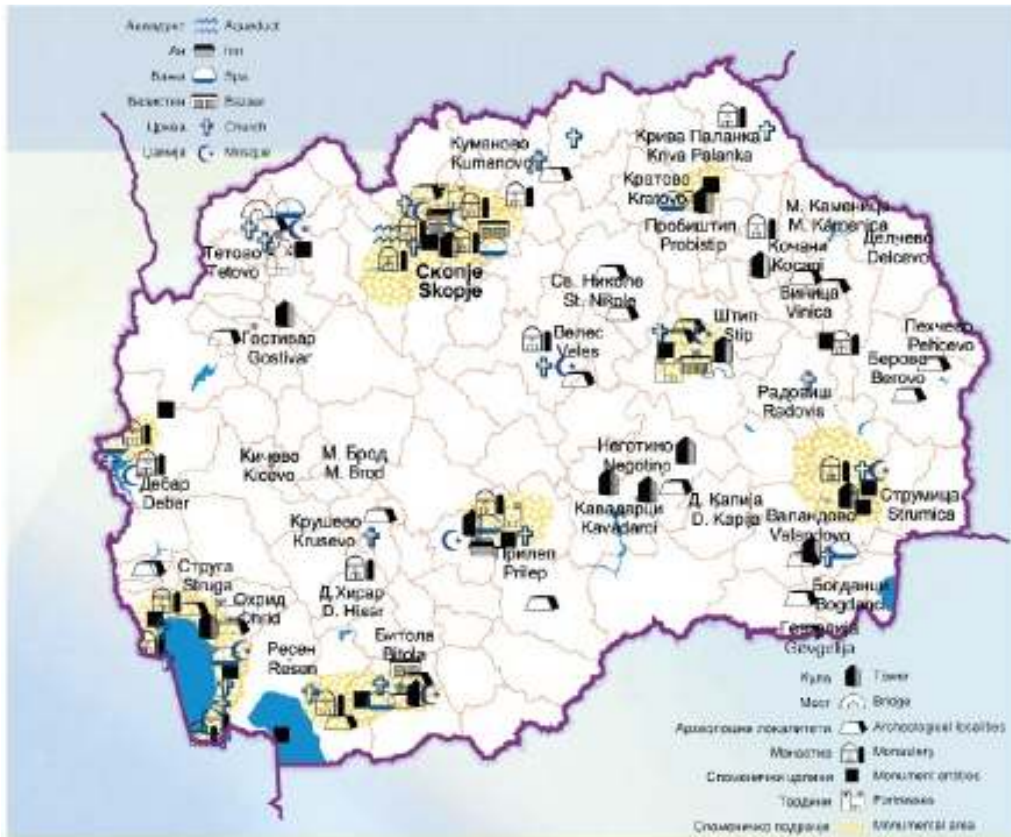 Аквадукт Aqueduct
Ан Inn
Бањи Spa
Безистен Bazaar
Црква Church
Џамија Mosque
Куманово
Kumanovo
Крива Паланка
Kriva Palanka
Кратово
Kratovo
М. Каменица
M. Kamenica
Пробиштип
Probistip
Делчево
Delcevo
Кочани
Kocani
Тетово
Tetovo
Скопје
Skopje
Св. Николе
St. Nikole
Виница
Vinica
Штип
Stip
Пехчево
Pehcevo
Велес
Veles
Гостивар
Gostivar
Берово
Berovo
Радовиш
Radovis
Неготино
Negotino
М. Брод
M. Brod
Кичево
Kicevo
Дебар
Deber
Д. Капија
D. Kapija
Струмица
Strumica
Кавадарци
Kavadarci
Валандово
Valandovo
Крушево
Krusevo
Прилеп
Prilep
Струга
Struga
Охрид
Ohrid
Д.Хисар
D. Hisar
Богданци
Bogdanci
Битола
Bitola
Ресен
Resen
Гевгелија
Gevgelija
Кула Tower
Мост Bridge
Археолошки локалитети Archeological localities
Манастир Monastery
Споменички целини Monument entities
Тврдини Fortresses
Споменичко подрачје Monumental area